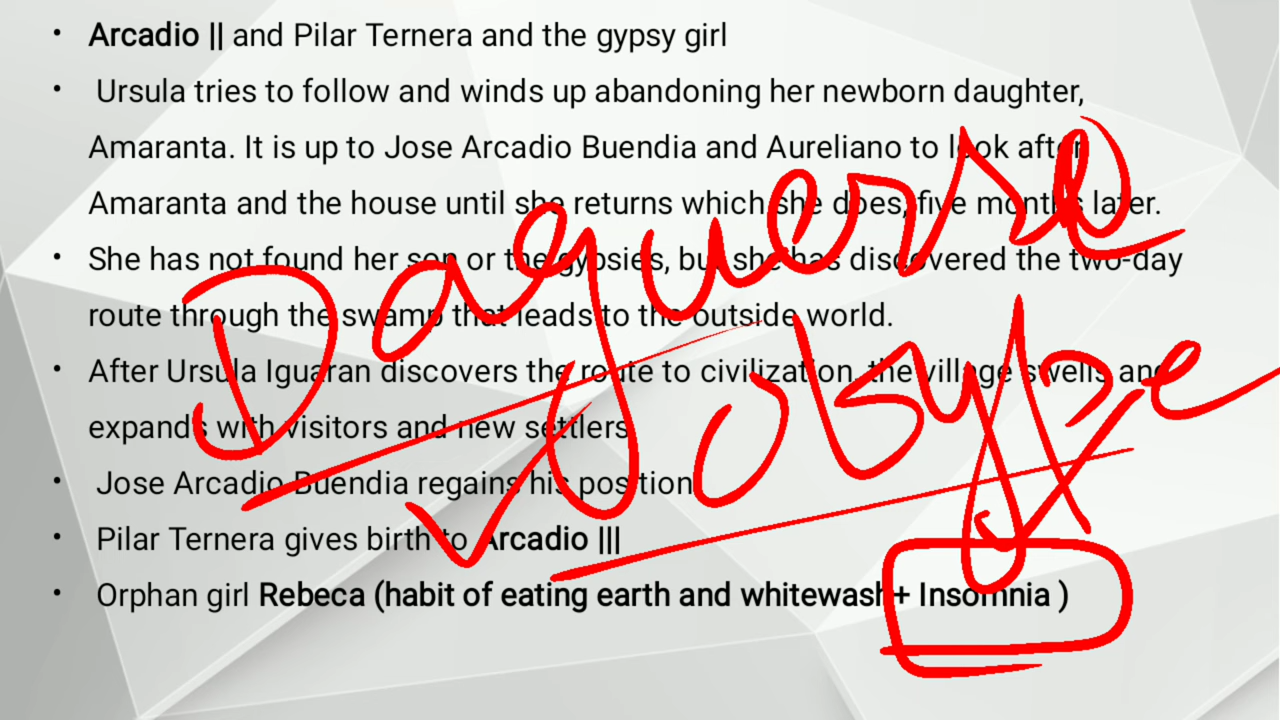 • Arcadio || and Pilar Ternera and the gypsy girl
• Ursula tries to follow and winds up abandoning her newborn daughter,
Amaranta. It is up to Jose Arcadio Buendia and Aureliano to look after
Amaranta and the house until she returns which she does, five months later.
• She has not found her son or the gypsies, but she has discovered the two-day
route through the swamp that leads to the outside world.
• After Ursula Iguaran discovers the route to civilization, the village swells and
expands with visitors and new settlers
• Jose Arcadio Buendia regains his position
• Pilar Ternera gives birth to Arcadio |||
• Orphan girl Rebeca (habit of eating earth and whitewash+ Insomnia )